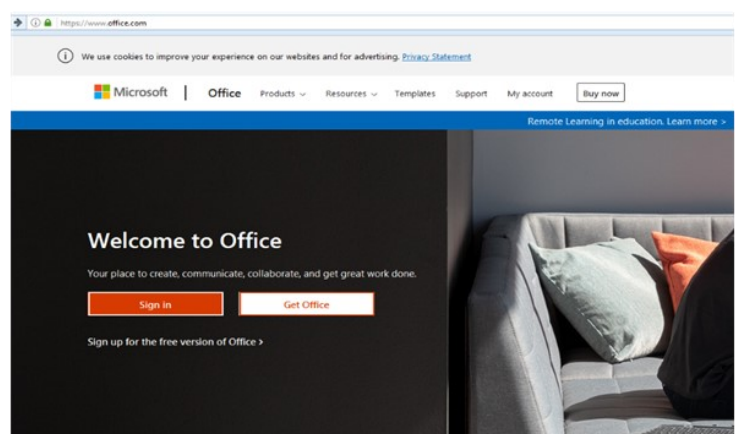 https://www.office.com
We use cookies to improve your experience on our websites and for advertising. Privacy Statement
Microsoft | Office Products Resources Templates Support My account Buy now
Remote Learning in education. Learn more >
Welcome to Office
Your place to create, communicate, collaborate, and get great work done.
Sign in Get Office
Sign up for the free version of Office >